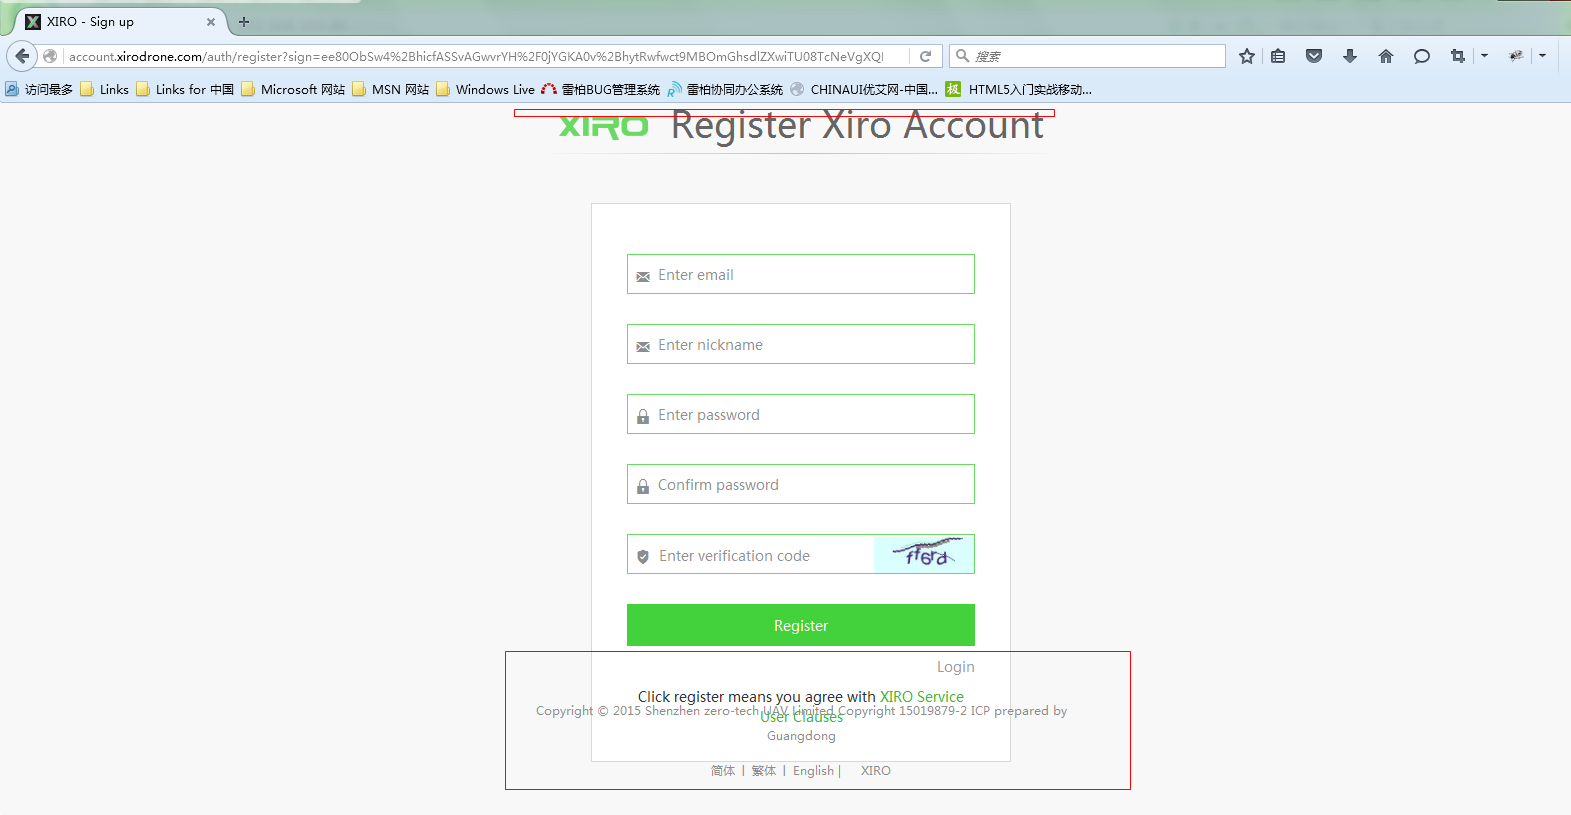 XIRO - Sign up
account.xirodrone.com/auth/register?sign=ee80ObSw4%2BhicfASSvAGwvrYH%2F0jYGKA0v%2BhytRwfwct9MBOmGhsdlZXwiTU08TcNeVgXQI
搜索
访问最多 Links Links for 中国 Microsoft 网站 MSN 网站 Windows Live 雷柏BUG管理系统 雷柏协同办公系统 CHINAUI优艾网-中国... HTML5入门实战移动...
XIRO Register Xiro Account
Enter email
Enter nickname
Enter password
Confirm password
Enter verification code ff6rd
Register
Login
Click register means you agree with XIRO Service
User Clauses
Copyright © 2015 Shenzhen zero-tech UAV Limited Copyright 15019879-2 ICP prepared by
Guangdong
简体 | 繁体 | English | XIRO